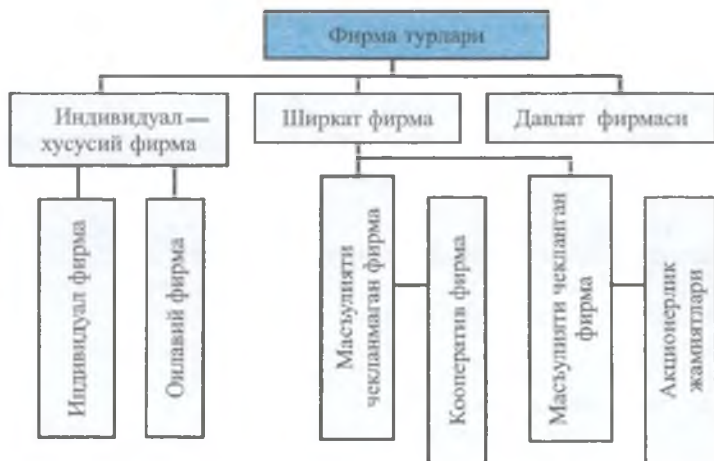 Фирма турлари
Индивидуал —
хусусий фирма
Ширкат фирма
Давлат фирмаси
Индивидуал фирма
Оилавий фирма
Масъулияти
чекланмаган фирма
Кооператив фирма
Масъулияти чекланган
фирма
Акционерлик
жамиятлари